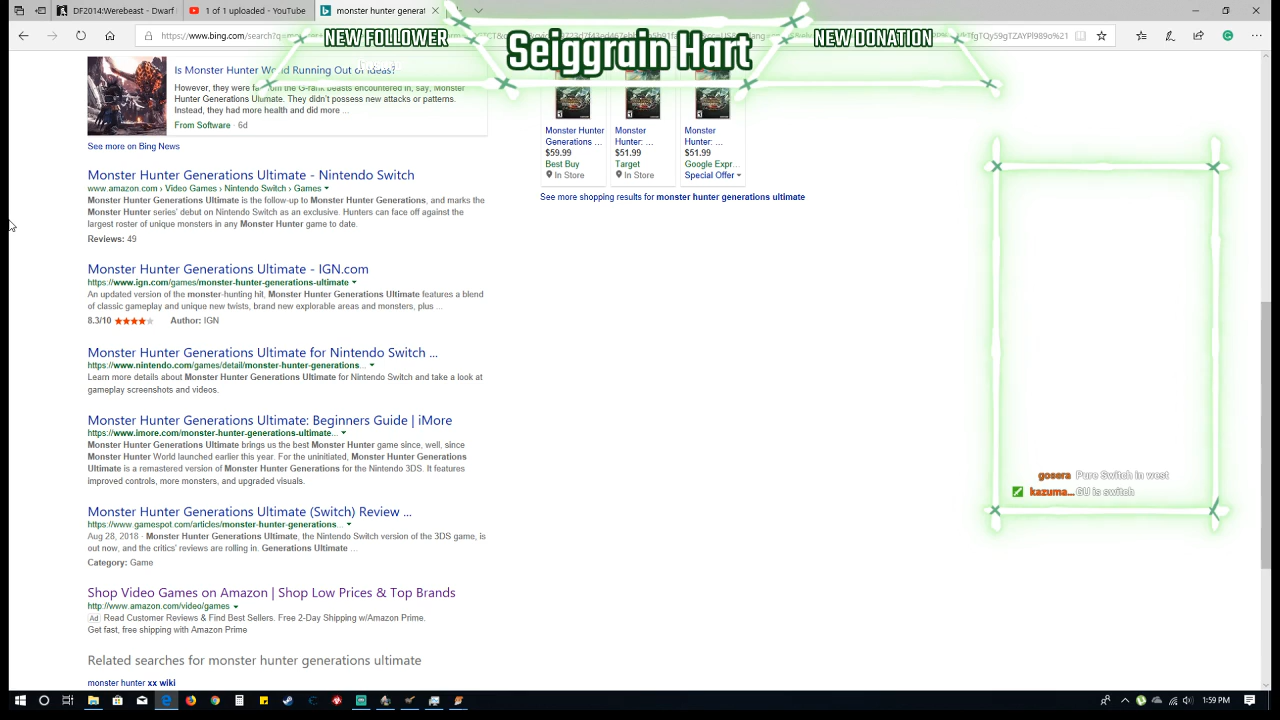 DF2014:Werebeast - Dwarf
1 of 1 uploaded - YouTube
monster hunter general
https://www.bing.com/search?q=
NEW FOLLOWER
Seiggrain Hart
NEW DONATION
Is Monster Hunter World Running Out of Ideas?
However, they were far from the G-rank beasts encountered in, say, Monster
Hunter Generations Ultimate. They didn't possess new attacks or patterns.
Instead, they had more health and did more ...
From Software · 6d
See more on Bing News
Monster Hunter
Generations ...
$59.99
Best Buy
In Store
Monster
Hunter: ...
$51.99
Target
In Store
Monster
Hunter: ...
$51.99
Google Expr...
Special Offer
See more shopping results for monster hunter generations ultimate
Monster Hunter Generations Ultimate - Nintendo Switch
www.amazon.com › Video Games › Nintendo Switch › Games
Monster Hunter Generations Ultimate is the follow-up to Monster Hunter Generations, and marks the
Monster Hunter series' debut on Nintendo Switch as an exclusive. Hunters can face off against the
largest roster of unique monsters in any Monster Hunter game to date.
Reviews: 49
Monster Hunter Generations Ultimate - IGN.com
https://www.ign.com/games/monster-hunter-generations-ultimate
An updated version of the monster-hunting hit, Monster Hunter Generations Ultimate features a blend
of classic gameplay and unique new twists, brand new explorable areas and monsters, plus ...
8.3/10 Author: IGN
Monster Hunter Generations Ultimate for Nintendo Switch ...
https://www.nintendo.com/games/detail/monster-hunter-generations...
Learn more details about Monster Hunter Generations Ultimate for Nintendo Switch and take a look at
gameplay screenshots and videos.
Monster Hunter Generations Ultimate: Beginners Guide | iMore
https://www.imore.com/monster-hunter-generations-ultimate...
Monster Hunter Generations Ultimate brings us the best Monster Hunter game since, well, since
Monster Hunter World launched earlier this year. For the uninitiated, Monster Hunter Generations
Ultimate is a remastered version of Monster Hunter Generations for the Nintendo 3DS. It features
improved controls, more monsters, and upgraded visuals.
gosera Pure Switch in west
kazuma... GU is switch
Monster Hunter Generations Ultimate (Switch) Review ...
https://www.gamespot.com/articles/monster-hunter-generations...
Aug 28, 2018 · Monster Hunter Generations Ultimate, the Nintendo Switch version of the 3DS game, is
out now, and the critics' reviews are rolling in. Generations Ultimate ...
Category: Game
Shop Video Games on Amazon | Shop Low Prices & Top Brands
http://www.amazon.com/video/games
Ad Read Customer Reviews & Find Best Sellers. Free 2-Day Shipping w/Amazon Prime.
Get fast, free shipping with Amazon Prime
Related searches for monster hunter generations ultimate
monster hunter xx wiki
1:59 PM